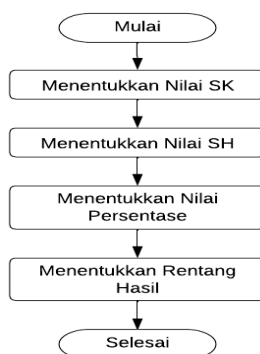 Mulai
Menentukkan Nilai SK
Menentukkan Nilai SH
Menentukkan Nilai
Persentase
Menentukkan Rentang
Hasil
Selesai